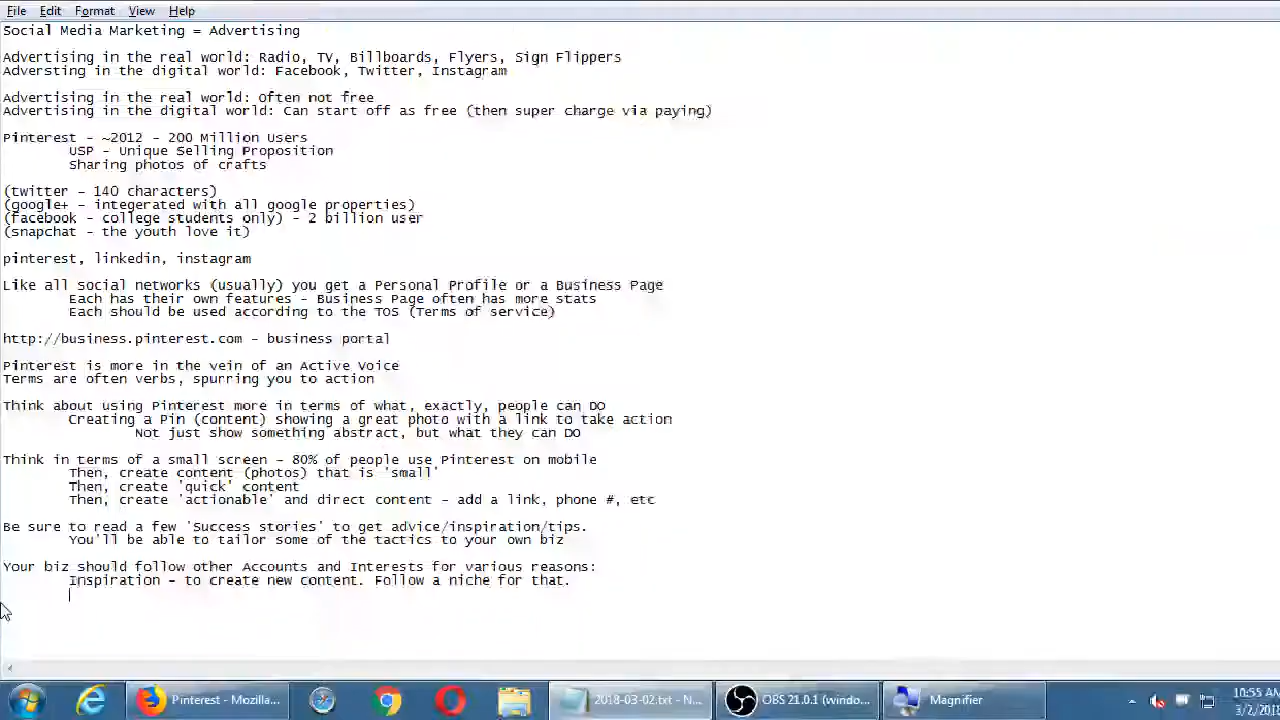 File Edit Format View Help
Social Media Marketing = Advertising
Advertising in the real world: Radio, TV, Billboards, Flyers, Sign Flippers
Adversting in the digital world: Facebook, Twitter, Instagram
Advertising in the real world: Often not free
Advertising in the digital world: Can start off as free (then super charge via paying)
Pinterest - ~2012 - 200 Million Users
USP - Unique Selling Proposition
Sharing photos of crafts
(twitter - 140 characters)
(google+ - integerated with all google properties)
(facebook - college students only) - 2 billion user
(snapchat - the youth love it)
pinterest, linkedin, instagram
Like all social networks (usually) you get a Personal Profile or a Business Page
Each has their own features - Business Page often has more stats
Each should be used according to the TOS (Terms of service)
http://business.pinterest.com - business portal
Pinterest is more in the vein of an Active Voice
Terms are often verbs, spurring you to action
Think about using Pinterest more in terms of what, exactly, people can DO
Creating a Pin (content) showing a great photo with a link to take action
Not just show something abstract, but what they can DO
Think in terms of a small screen - 80% of people use Pinterest on mobile
Then, create content (photos) that is 'small'
Then, create 'quick' content
Then, create 'actionable' and direct content - add a link, phone #, etc
Be sure to read a few 'Success stories' to get advice/inspiration/tips.
You'll be able to tailor some of the tactics to your own biz
Your biz should follow other Accounts and Interests for various reasons:
Inspiration - to create new content. Follow a niche for that.
Pinterest - Mozilla... 2018-03-02.txt - N... OBS 21.0.1 (windo... Magnifier 10:55 AM